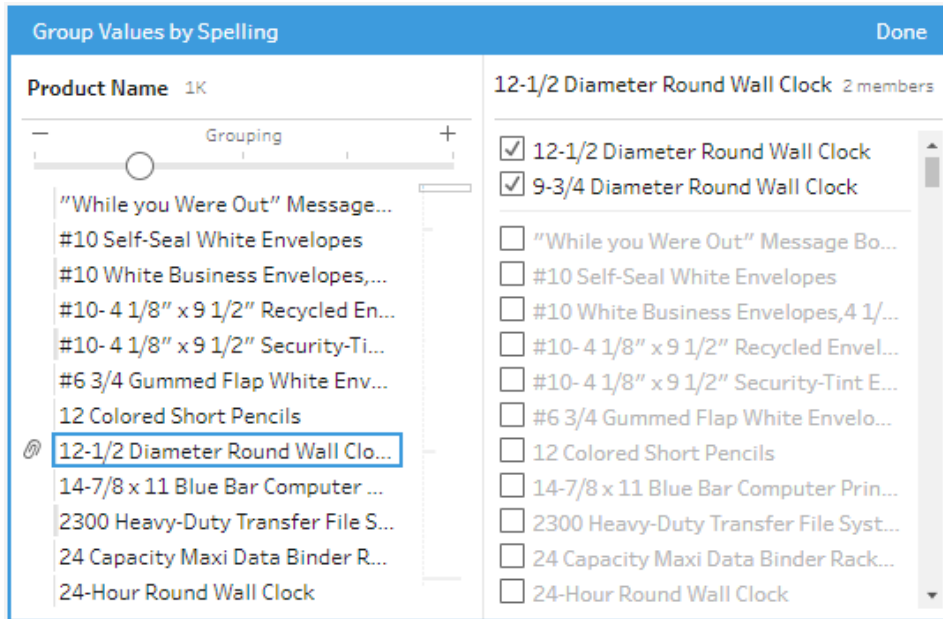 Group Values by Spelling Done
Product Name 1K
− Grouping +
"While you Were Out" Message...
#10 Self-Seal White Envelopes
#10 White Business Envelopes,...
#10- 4 1/8" x 9 1/2" Recycled En...
#10- 4 1/8" x 9 1/2" Security-Ti...
#6 3/4 Gummed Flap White Env...
12 Colored Short Pencils
12-1/2 Diameter Round Wall Clo...
14-7/8 x 11 Blue Bar Computer ...
2300 Heavy-Duty Transfer File S...
24 Capacity Maxi Data Binder R...
24-Hour Round Wall Clock
12-1/2 Diameter Round Wall Clock 2 members
12-1/2 Diameter Round Wall Clock
9-3/4 Diameter Round Wall Clock
"While you Were Out" Message Bo...
#10 Self-Seal White Envelopes
#10 White Business Envelopes,4 1/...
#10- 4 1/8" x 9 1/2" Recycled Envel...
#10- 4 1/8" x 9 1/2" Security-Tint E...
#6 3/4 Gummed Flap White Envelo...
12 Colored Short Pencils
14-7/8 x 11 Blue Bar Computer Prin...
2300 Heavy-Duty Transfer File Syst...
24 Capacity Maxi Data Binder Rack...
24-Hour Round Wall Clock